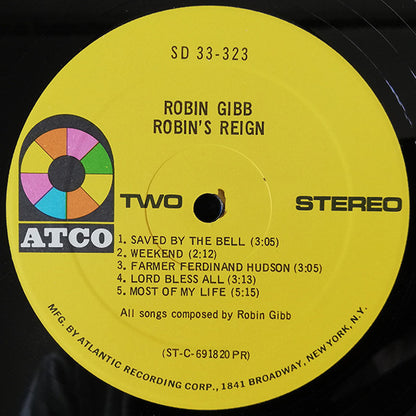 SD 33-323
ROBIN GIBB
ROBIN'S REIGN
TWO
STEREO
ATCO
1. SAVED BY THE BELL (3:05)
2. WEEKEND (2:12)
3. FARMER FERDINAND HUDSON (3:05)
4. LORD BLESS ALL (3:13)
5. MOST OF MY LIFE (5:15)
All songs composed by Robin Gibb
(ST-C-691820 PR)
MFG. BY ATLANTIC RECORDING CORP., 1841 BROADWAY, NEW YORK, N.Y.